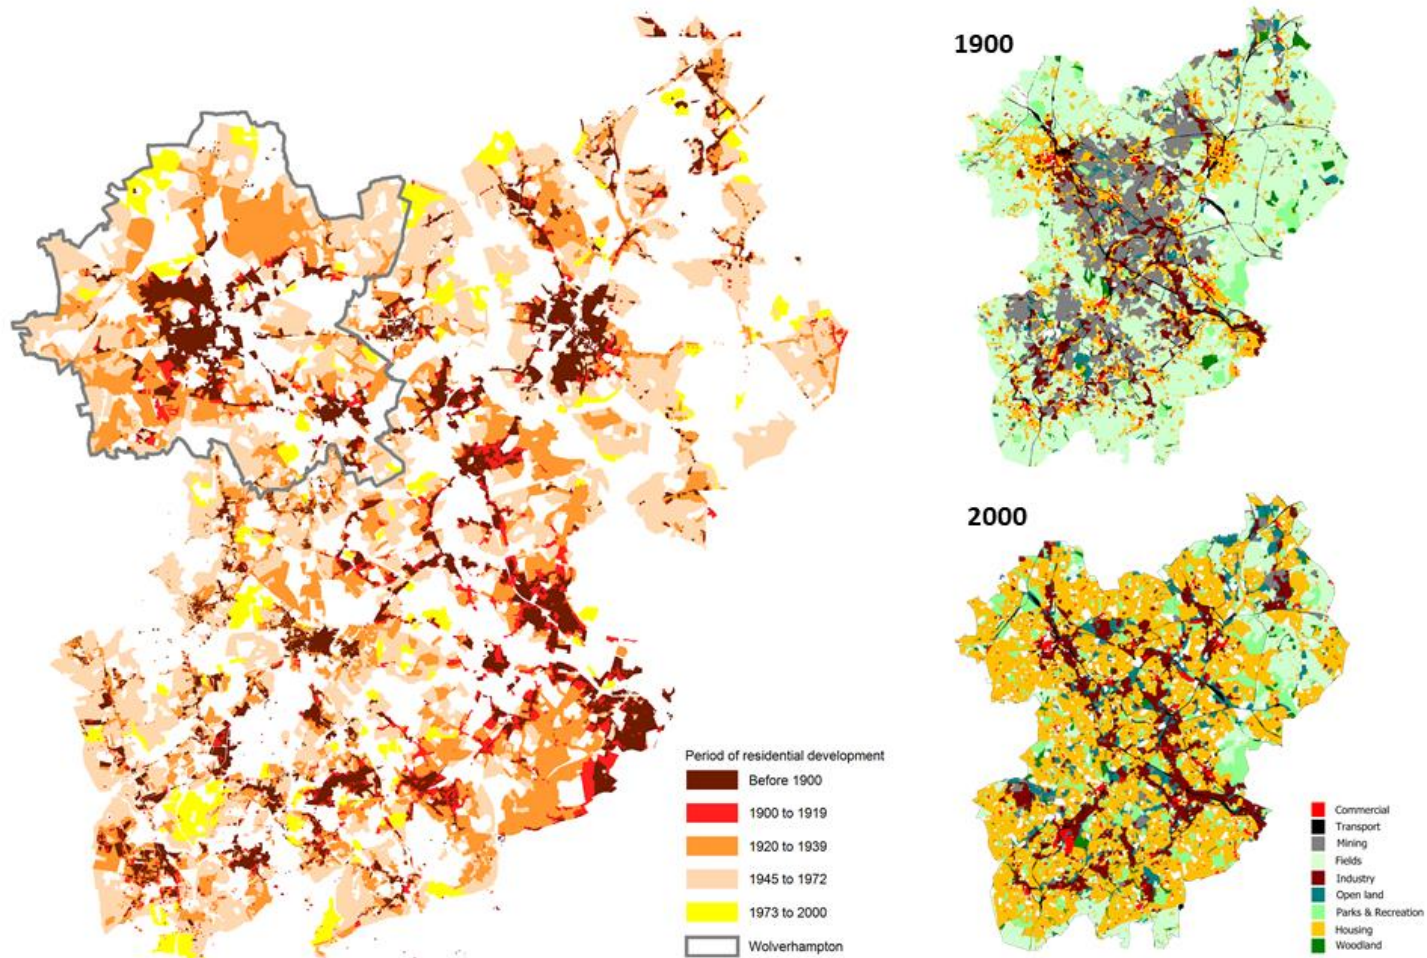 1900
2000
Period of residential development
Before 1900
1900 to 1919
1920 to 1939
1945 to 1972
1973 to 2000
Wolverhampton
Commercial
Transport
Mining
Fields
Industry
Open land
Parks & Recreation
Housing
Woodland